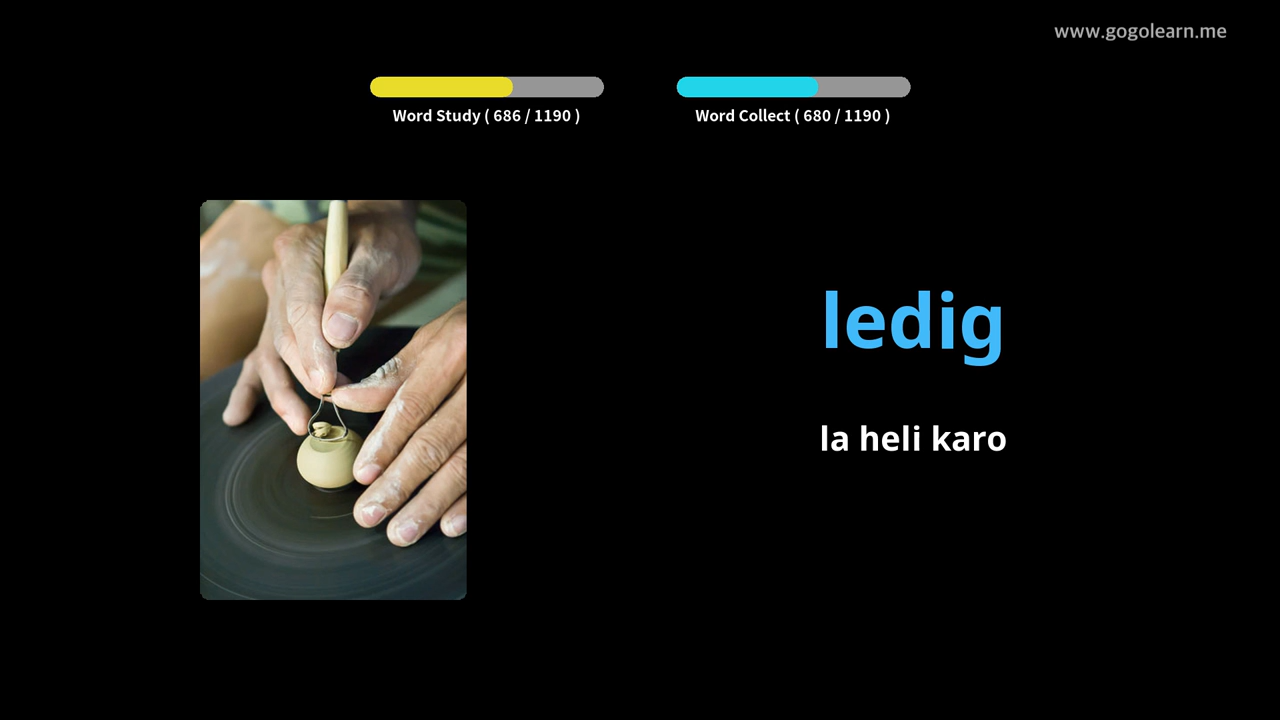 www.gogolearn.me
Word Study ( 686 / 1190 )
Word Collect ( 680 / 1190 )
ledig
la heli karo